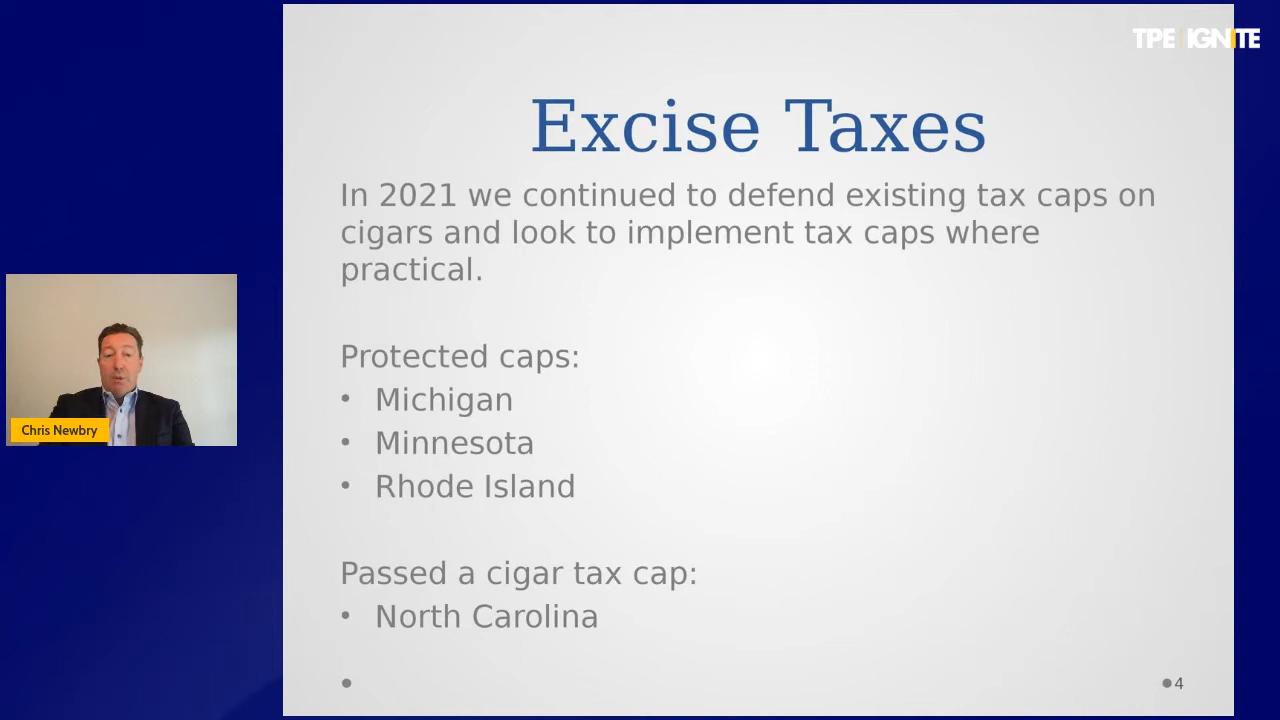 TPE IGNITE
Excise Taxes
In 2021 we continued to defend existing tax caps on
cigars and look to implement tax caps where
practical.
Protected caps:
• Michigan
• Minnesota
• Rhode Island
Passed a cigar tax cap:
• North Carolina
4
Chris Newbry